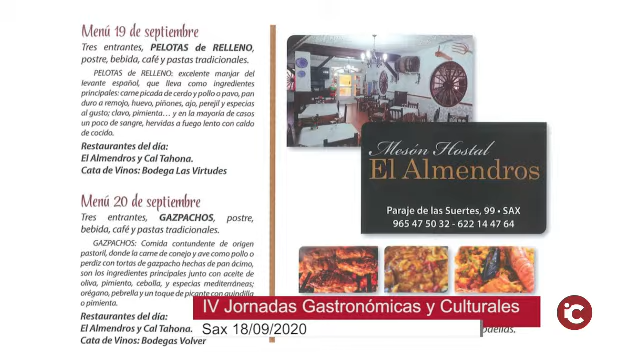 Menú 19 de septiembre
Tres entrantes, PELOTAS de RELLENO,
postre, bebida, café y pastas tradicionales.
PELOTAS DE RELLENO: excelente manjar del
levante español, que lleva como ingredientes
principales: carne picada de cerdo y pollo o pavo, pan
duro a remojo, huevo, piñones, ajo, perejil y especias
al gusto; clavo, pimienta... y en la mayoría de casos
un poco de sangre, hervidas a fuego lento con caldo
de cocido.
Restaurantes del día:
El Almendros y Cal Tahona.
Cata de Vinos: Bodega Las Virtudes
Menú 20 de septiembre
Tres entrantes, GAZPACHOS, postre,
bebida, café y pastas tradicionales.
GAZPACHOS: Comida contundente de origen
pastoril, donde la carne de conejo y ave como pollo o
perdiz con tortas de gazpacho hechas de pan ácimo,
son los ingredientes principales junto con aceite de
oliva, pimienta, cebolla, y especias mediterráneas;
orégano, pebrella y un toque de picante con guindilla
o pimienta.
Restaurantes del día:
El Almendros y Cal Tahona.
Cata de Vinos: Bodegas Volver
Mesón Hostal
El Almendros
Paraje de las Suertes, 99 • SAX
965 47 50 32 - 622 14 47 64
IV Jornadas Gastronómicas y Culturales
Sax 18/09/2020